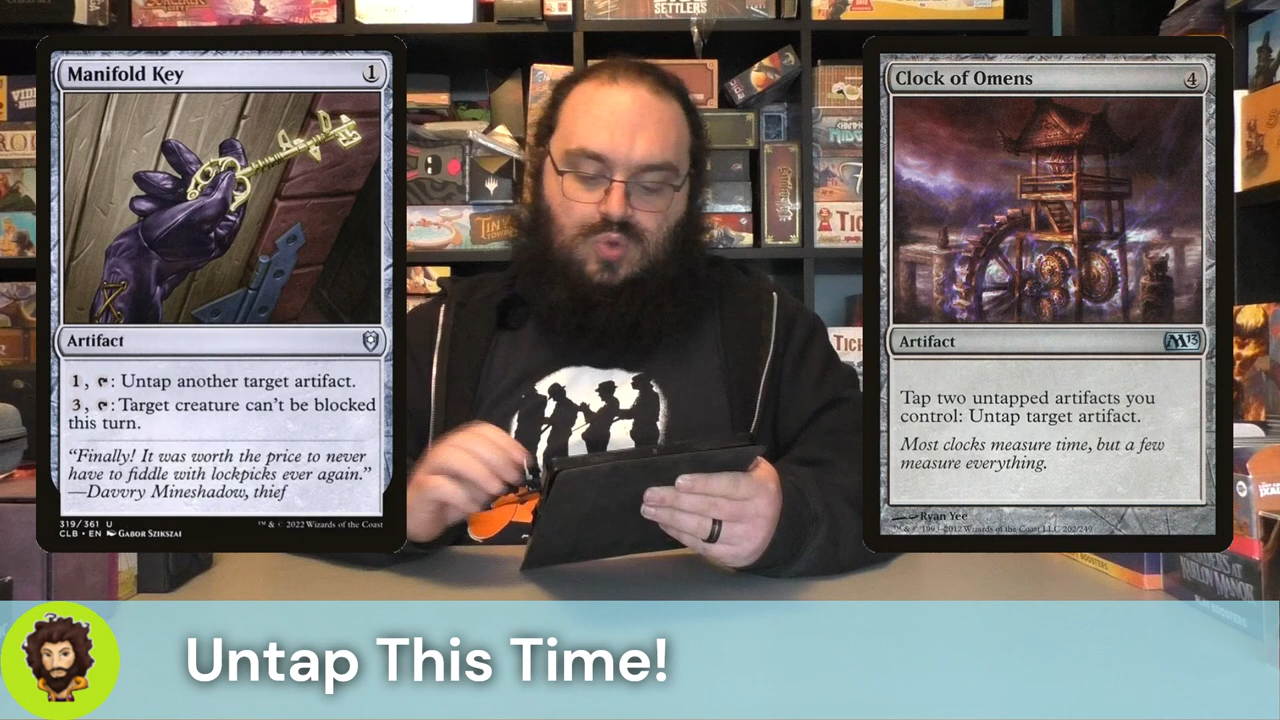 SETTLERS
Manifold Key 1
Artifact
1, : Untap another target artifact.
3, : Target creature can't be blocked
this turn.
"Finally! It was worth the price to never
have to fiddle with lockpicks ever again."
—Davvry Mineshadow, thief
319/361 U
CLB • EN GABOR SZIKSZAI
™ & © 2022 Wizards of the Coast
Clock of Omens 4
Artifact
M13
Tap two untapped artifacts you
control: Untap target artifact.
Most clocks measure time, but a few
measure everything.
Ryan Yee
™ & © 1993–2012 Wizards of the Coast LLC 202/249
TINY
TOWNS
TICK
Untap This Time!